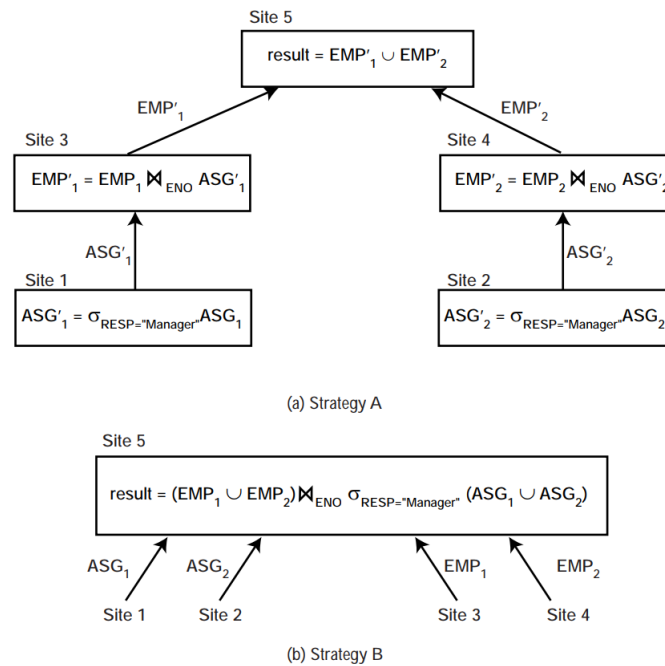 Site 5
result = EMP'₁ ∪ EMP'₂
EMP'₁ EMP'₂
Site 3 Site 4
EMP'₁ = EMP₁ ⋈ ENO ASG'₁ EMP'₂ = EMP₂ ⋈ ENO ASG'₂
ASG'₁ ASG'₂
Site 1 Site 2
ASG'₁ = σ RESP="Manager" ASG₁ ASG'₂ = σ RESP="Manager" ASG₂
(a) Strategy A
Site 5
result = (EMP₁ ∪ EMP₂) ⋈ ENO σ RESP="Manager" (ASG₁ ∪ ASG₂)
ASG₁ ASG₂ EMP₁ EMP₂
Site 1 Site 2 Site 3 Site 4
(b) Strategy B